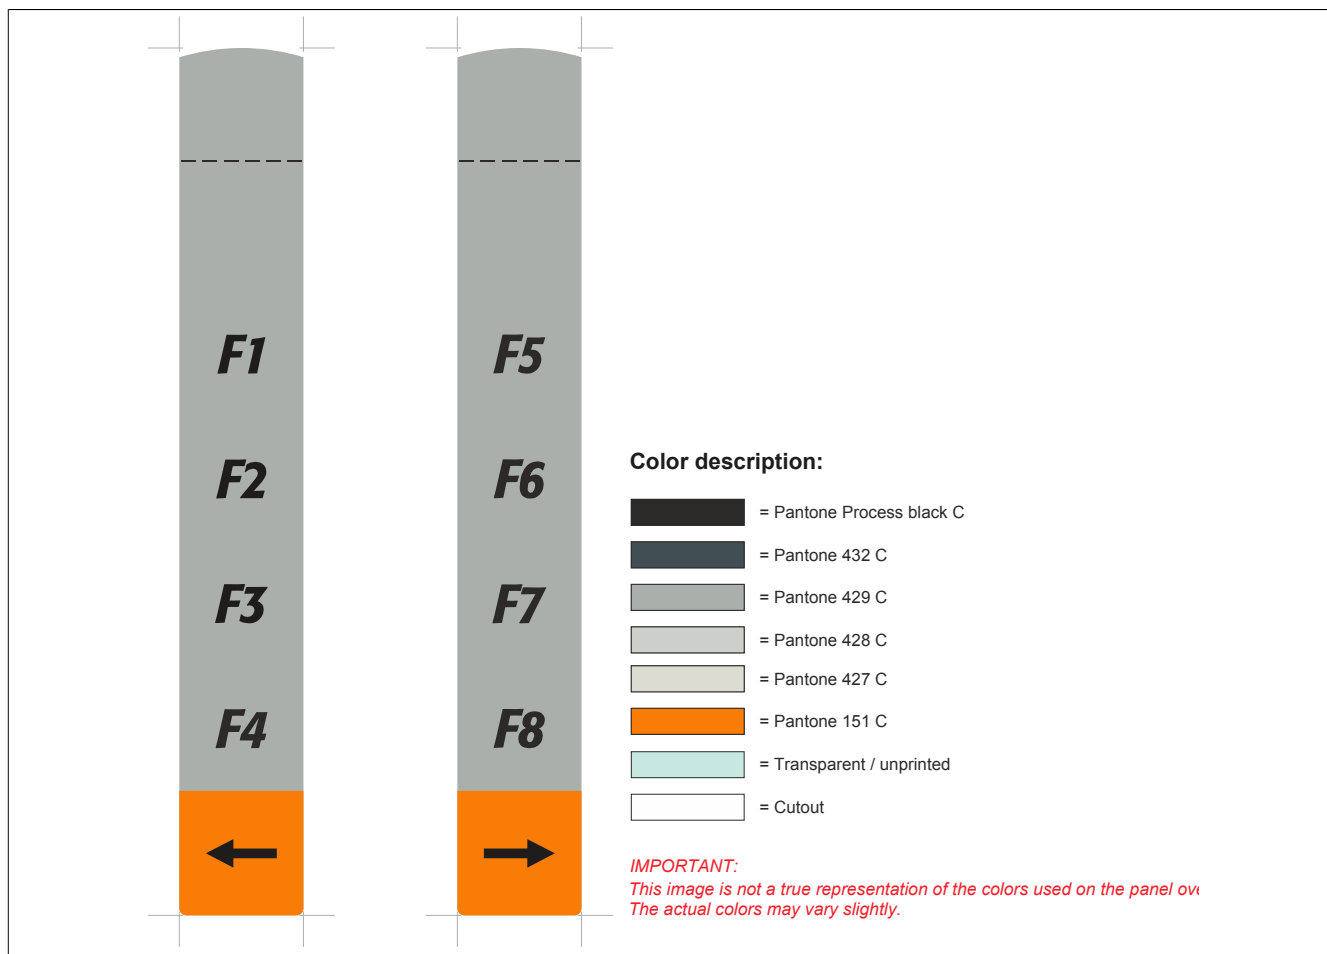 F1
F2
F3
F4
F5
F6
F7
F8
Color description:
= Pantone Process black C
= Pantone 432 C
= Pantone 429 C
= Pantone 428 C
= Pantone 427 C
= Pantone 151 C
= Transparent / unprinted
= Cutout
IMPORTANT:
This image is not a true representation of the colors used on the panel
The actual colors may vary slightly.